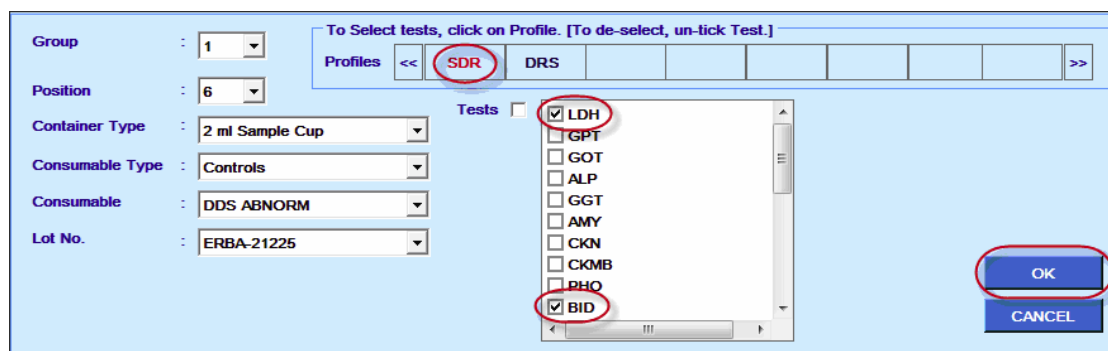 To Select tests, click on Profile. [To de-select, un-tick Test.]
Group : 1
Profiles << SDR DRS >>
Position : 6
Tests
Container Type : 2 ml Sample Cup
Consumable Type : Controls
Consumable : DDS ABNORM
Lot No. : ERBA-21225
LDH
GPT
GOT
ALP
GGT
AMY
CKN
CKMB
PHO
BID
OK
CANCEL